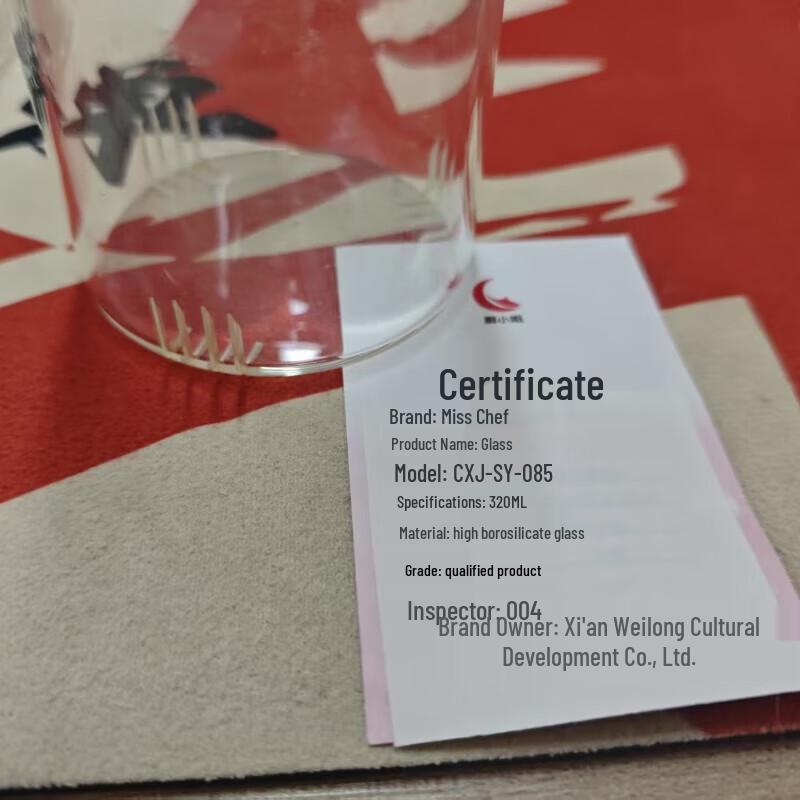 Certificate
Brand: Miss Chef
Product Name: Glass
Model: CXJ-SY-085
Specifications: 320ML
Material: high borosilicate glass
Grade: qualified product
Inspector: 004
Brand Owner: Xi'an Weilong Cultural
Development Co., Ltd.